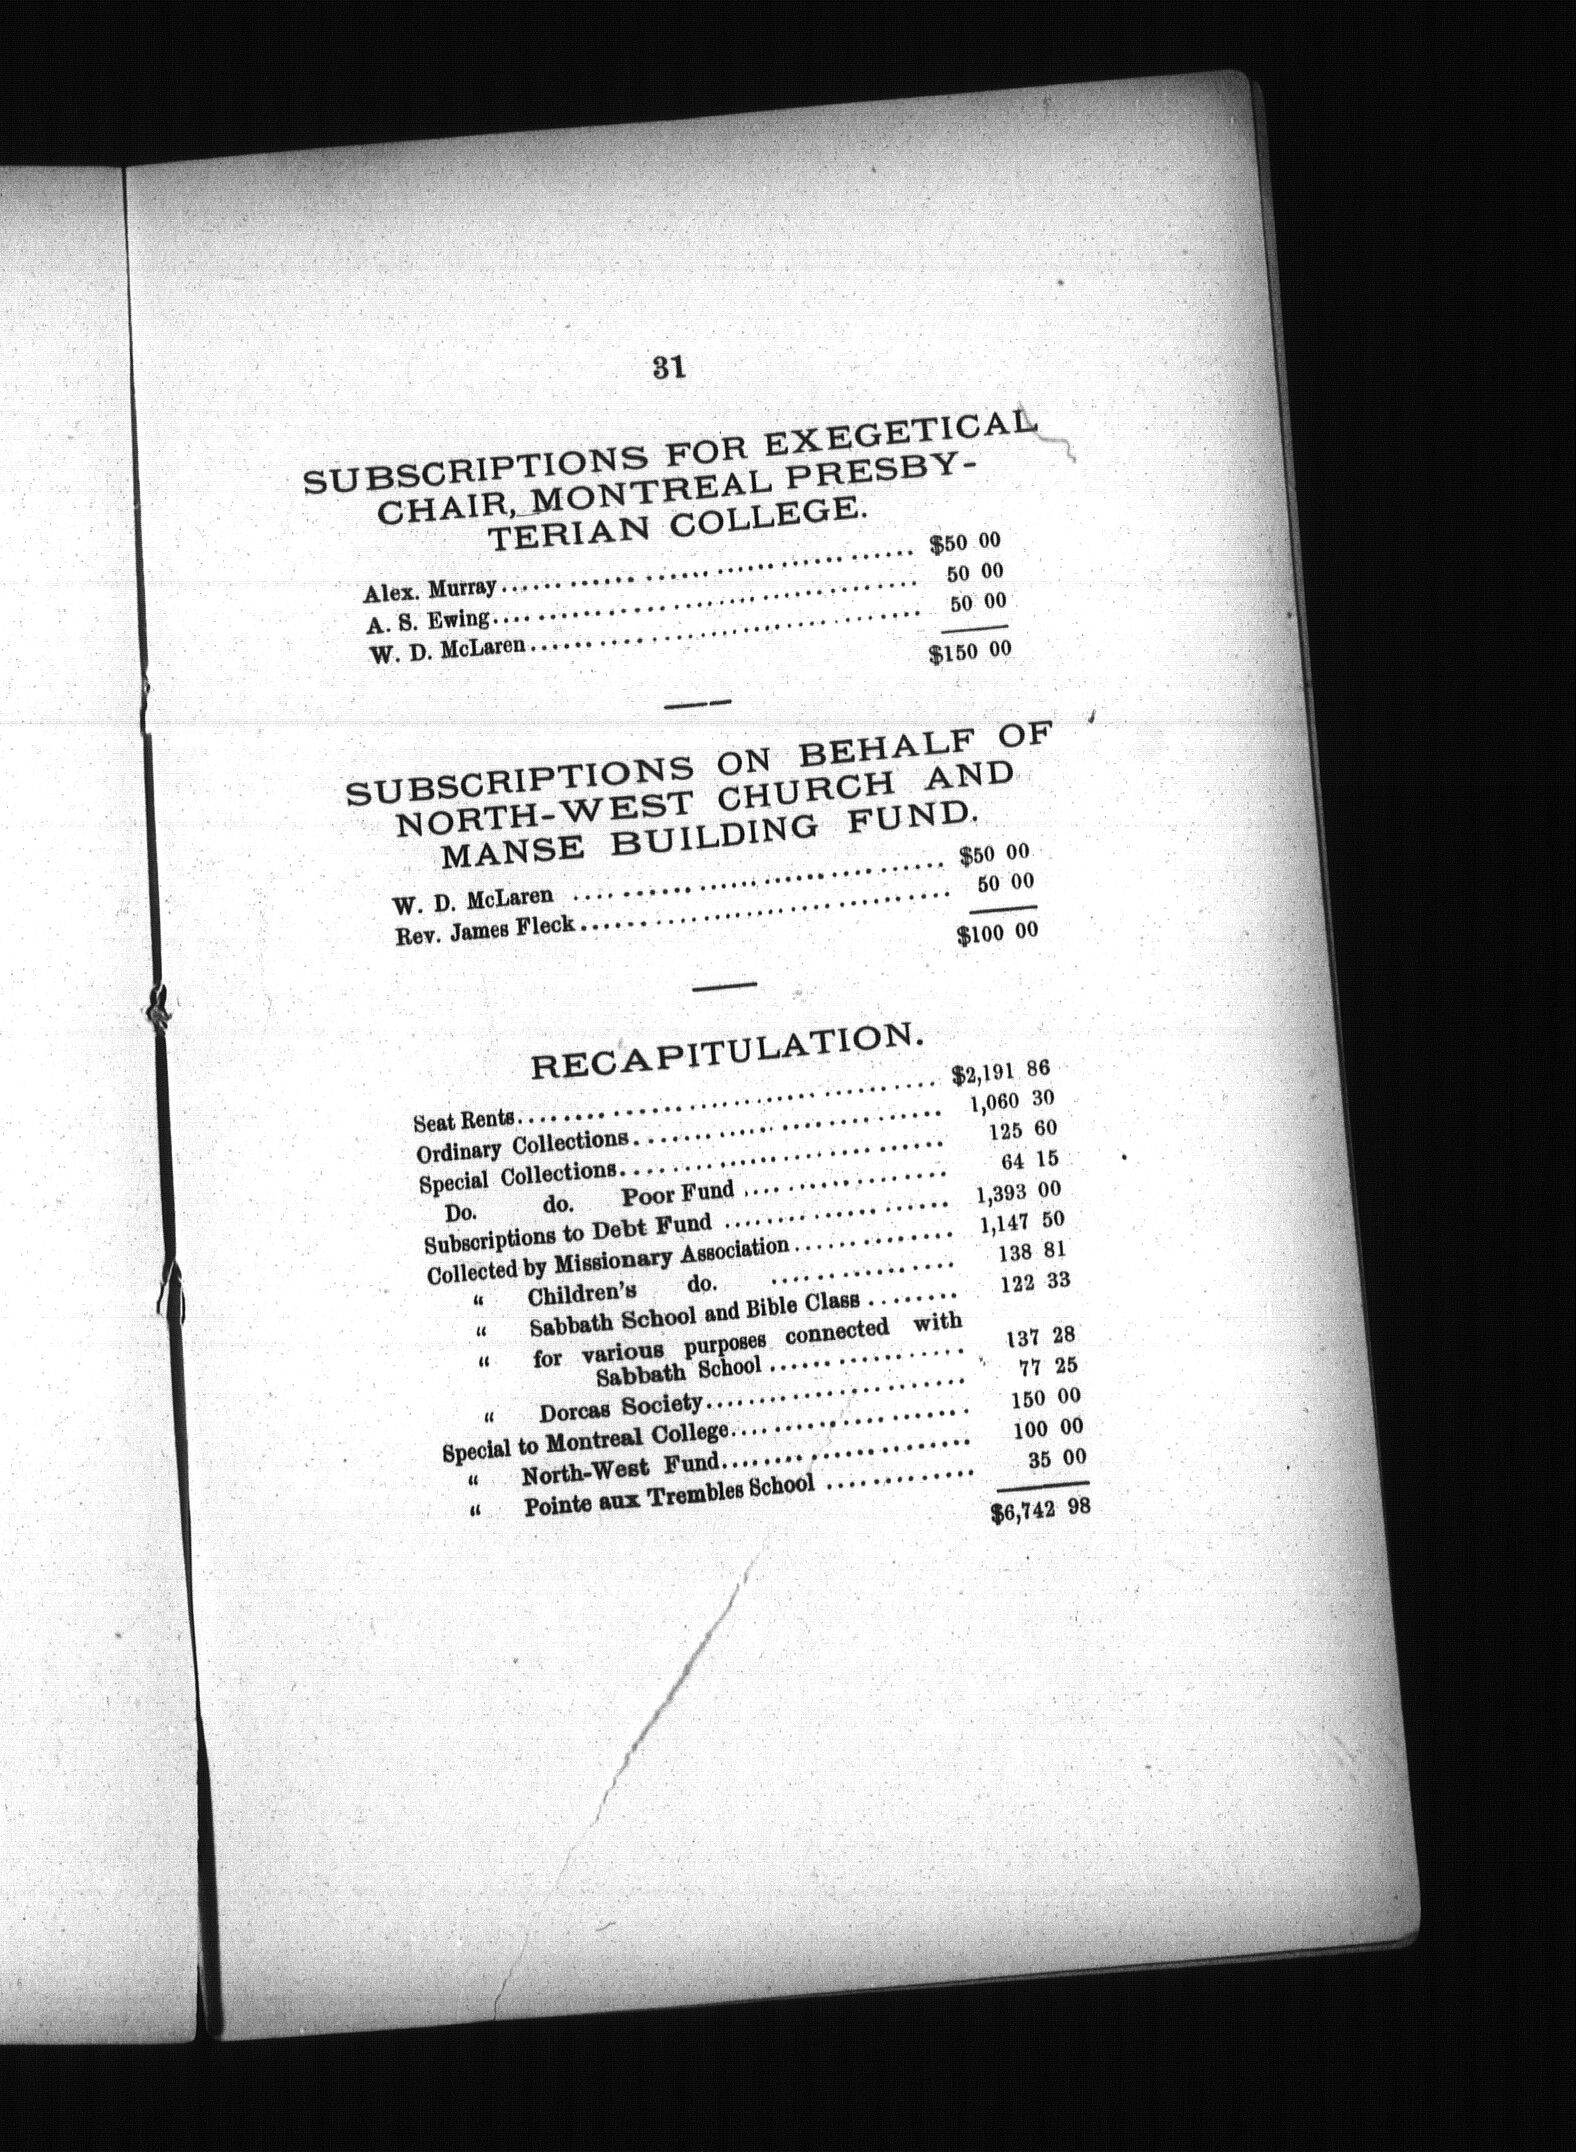 31
SUBSCRIPTIONS FOR EXEGETICAL
CHAIR, MONTREAL PRESBY-
TERIAN COLLEGE.
Alex. Murray........................................ $50 00
A. S. Ewing........................................ 50 00
W. D. McLaren.................................... 50 00
$150 00
SUBSCRIPTIONS ON BEHALF OF
NORTH-WEST CHURCH AND
MANSE BUILDING FUND.
W. D. McLaren ................................... $50 00
Rev. James Fleck................................. 50 00
$100 00
RECAPITULATION.
Seat Rents........................................ $2,191 86
Ordinary Collections............................. 1,060 30
Special Collections.............................. 125 60
Do. do. Poor Fund .................. 64 15
Subscriptions to Debt Fund ..................... 1,393 00
Collected by Missionary Association.............. 1,147 50
“ Children's do. ................ 138 81
“ Sabbath School and Bible Class ........ 122 33
“ for various purposes connected with
Sabbath School ................. 137 28
“ Dorcas Society....................... 77 25
Special to Montreal College..................... 150 00
“ North-West Fund....................... 100 00
“ Pointe aux Trembles School ............. 35 00
$6,742 98